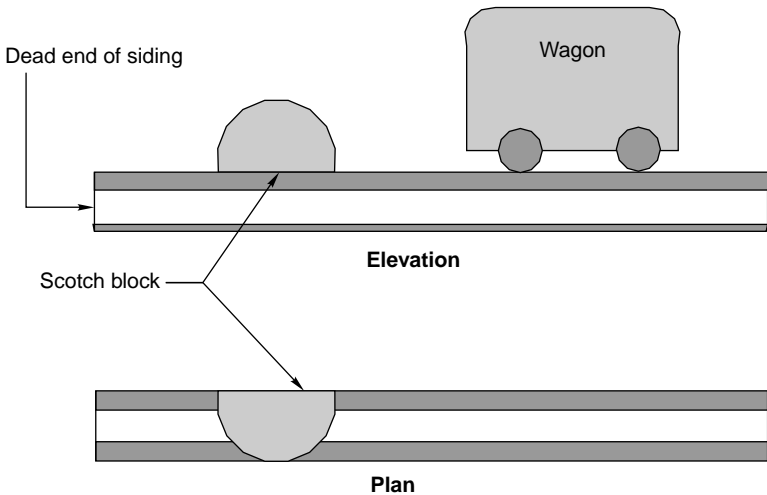 Wagon
Dead end of siding
Elevation
Scotch block
Plan